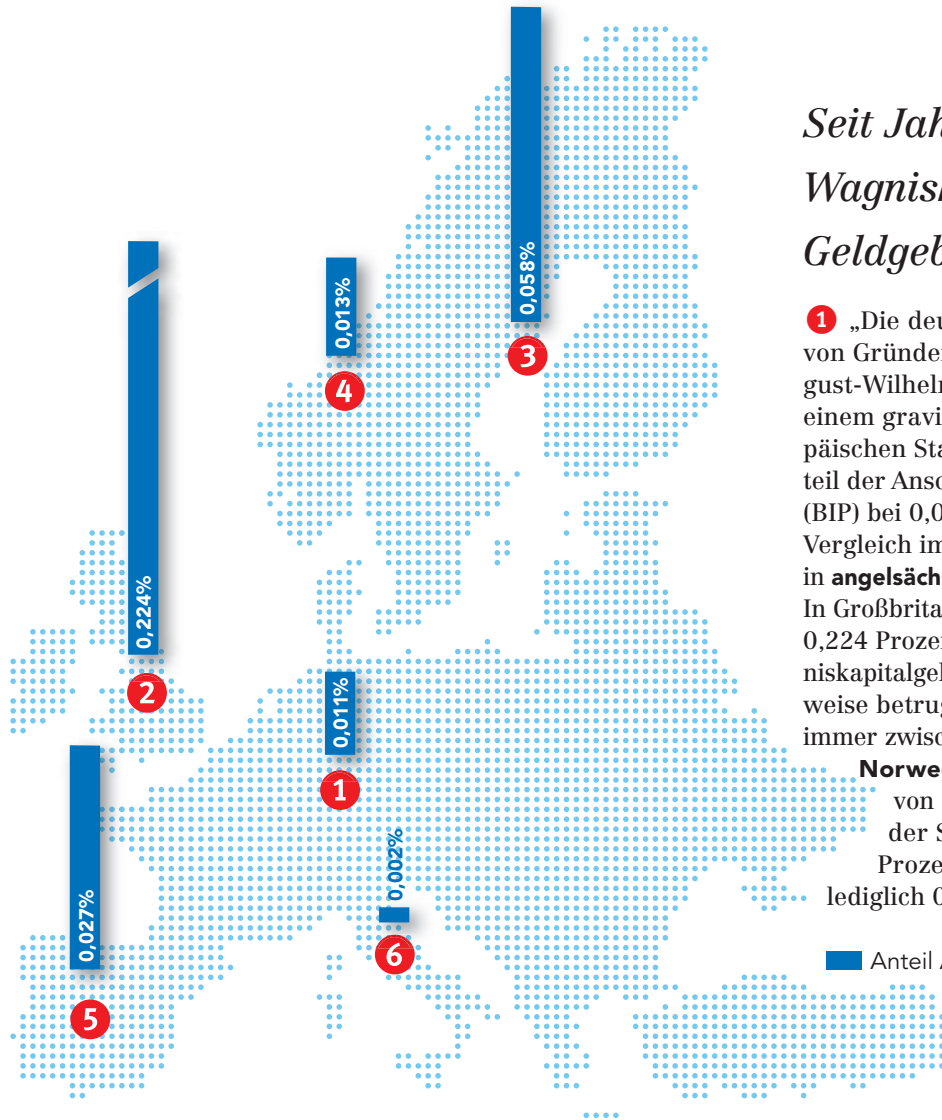 0,058%
3
0,013%
4
0,224%
2
0,011%
1
0,027%
5
0,002%
6
Seit Jah
Wagnis
Geldgeb
1 „Die deu
von Gründe
gust-Wilhelm
einem gravi
päischen Sta
teil der Ansc
(BIP) bei 0,0
Vergleich im
in angelsäch
In Großbrita
0,224 Proze
niskapitalgel
weise betrug
immer zwisc
Norwe
von
der S
Proze
lediglich 0
Anteil